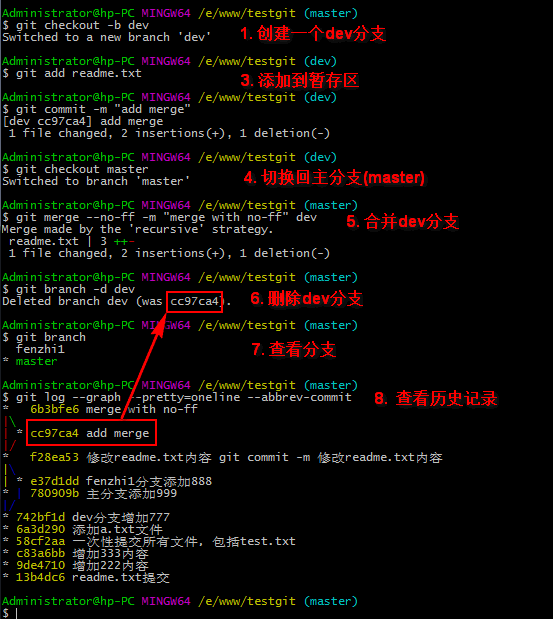 Administrator@hp-PC MINGW64 /e/www/testgit (master)
$ git checkout -b dev
Switched to a new branch 'dev'
1. 创建一个dev分支
Administrator@hp-PC MINGW64 /e/www/testgit (dev)
$ git add readme.txt
3. 添加到暂存区
Administrator@hp-PC MINGW64 /e/www/testgit (dev)
$ git commit -m "add merge"
[dev cc97ca4] add merge
1 file changed, 2 insertions(+), 1 deletion(-)
Administrator@hp-PC MINGW64 /e/www/testgit (dev)
$ git checkout master
Switched to branch 'master'
4. 切换回主分支(master)
Administrator@hp-PC MINGW64 /e/www/testgit (master)
$ git merge --no-ff -m "merge with no-ff" dev
5. 合并dev分支
Merge made by the 'recursive' strategy.
readme.txt | 3 ++-
1 file changed, 2 insertions(+), 1 deletion(-)
Administrator@hp-PC MINGW64 /e/www/testgit (master)
$ git branch -d dev
Deleted branch dev (was cc97ca4).
6. 删除dev分支
Administrator@hp-PC MINGW64 /e/www/testgit (master)
$ git branch
fenzhi1
* master
7. 查看分支
Administrator@hp-PC MINGW64 /e/www/testgit (master)
$ git log --graph --pretty=oneline --abbrev-commit
8. 查看历史记录
*   6b3bfe6 merge with no-ff
|\
| * cc97ca4 add merge
|/
*   f28ea53 修改readme.txt内容 git commit -m 修改readme.txt内容
|\
| * e37d1dd fenzhi1分支添加888
* | 780909b 主分支添加999
|/
* 742bf1d dev分支增加777
* 6a3d290 添加a.txt文件
* 58cf2aa 一次性提交所有文件, 包括test.txt
* c83a6bb 增加333内容
* 9de4710 增加222内容
* 13b4dc6 readme.txt提交
Administrator@hp-PC MINGW64 /e/www/testgit (master)
$